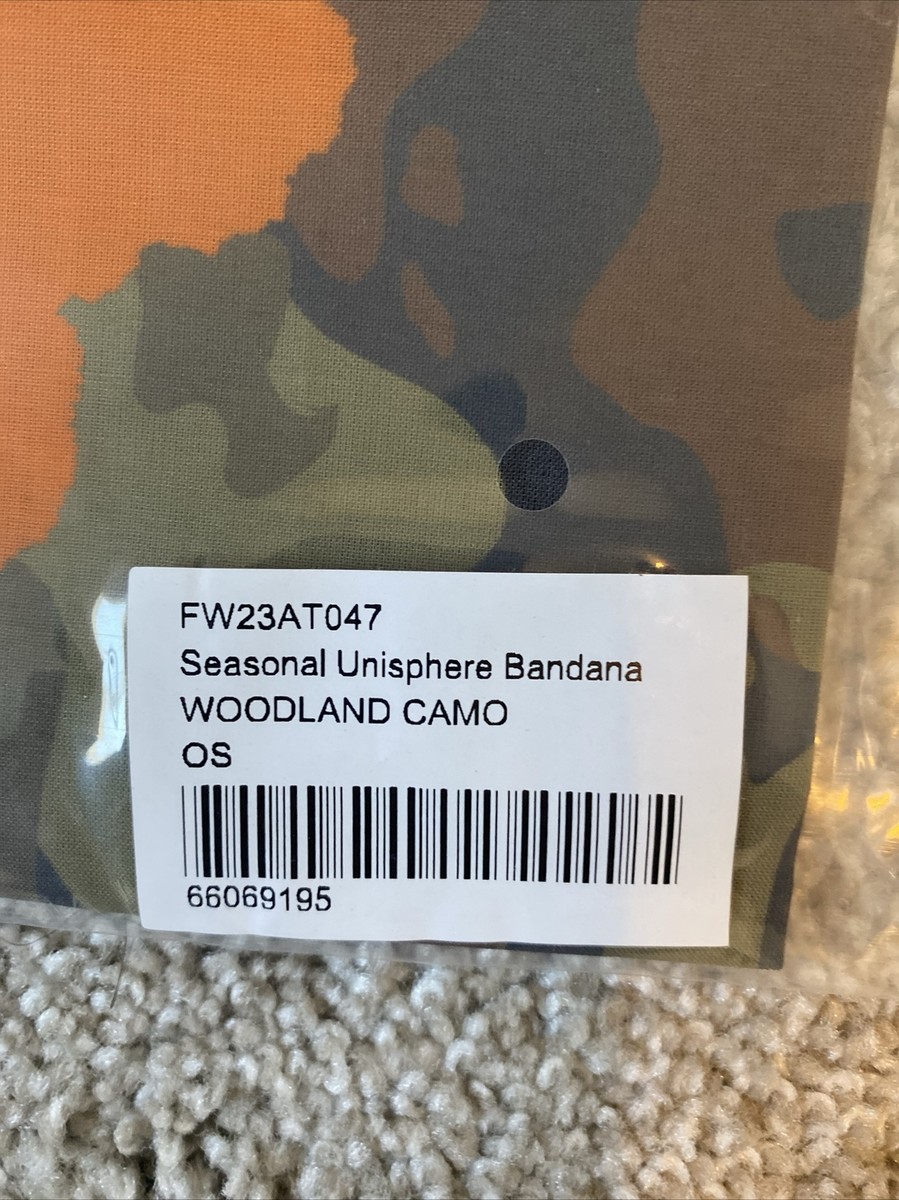 FW23AT047
Seasonal Unisphere Bandana
WOODLAND CAMO
OS
66069195